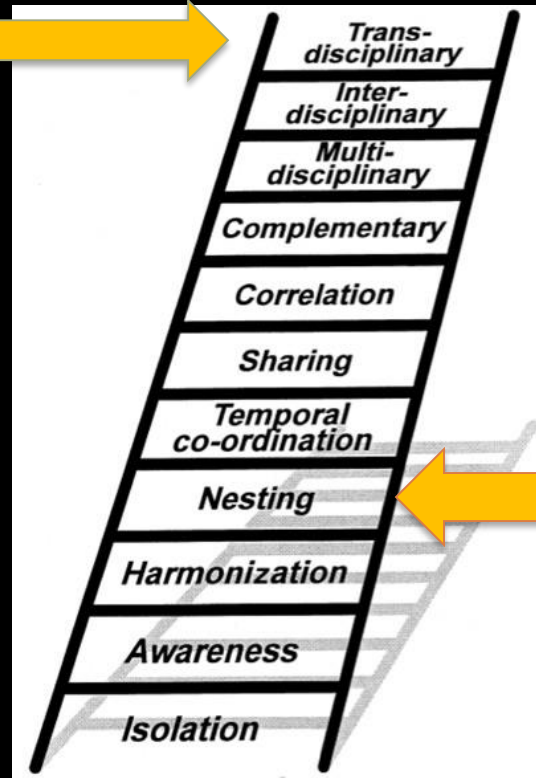 Trans-
disciplinary
Inter-
disciplinary
Multi-
disciplinary
Complementary
Correlation
Sharing
Temporal
co-ordination
Nesting
Harmonization
Awareness
Isolation